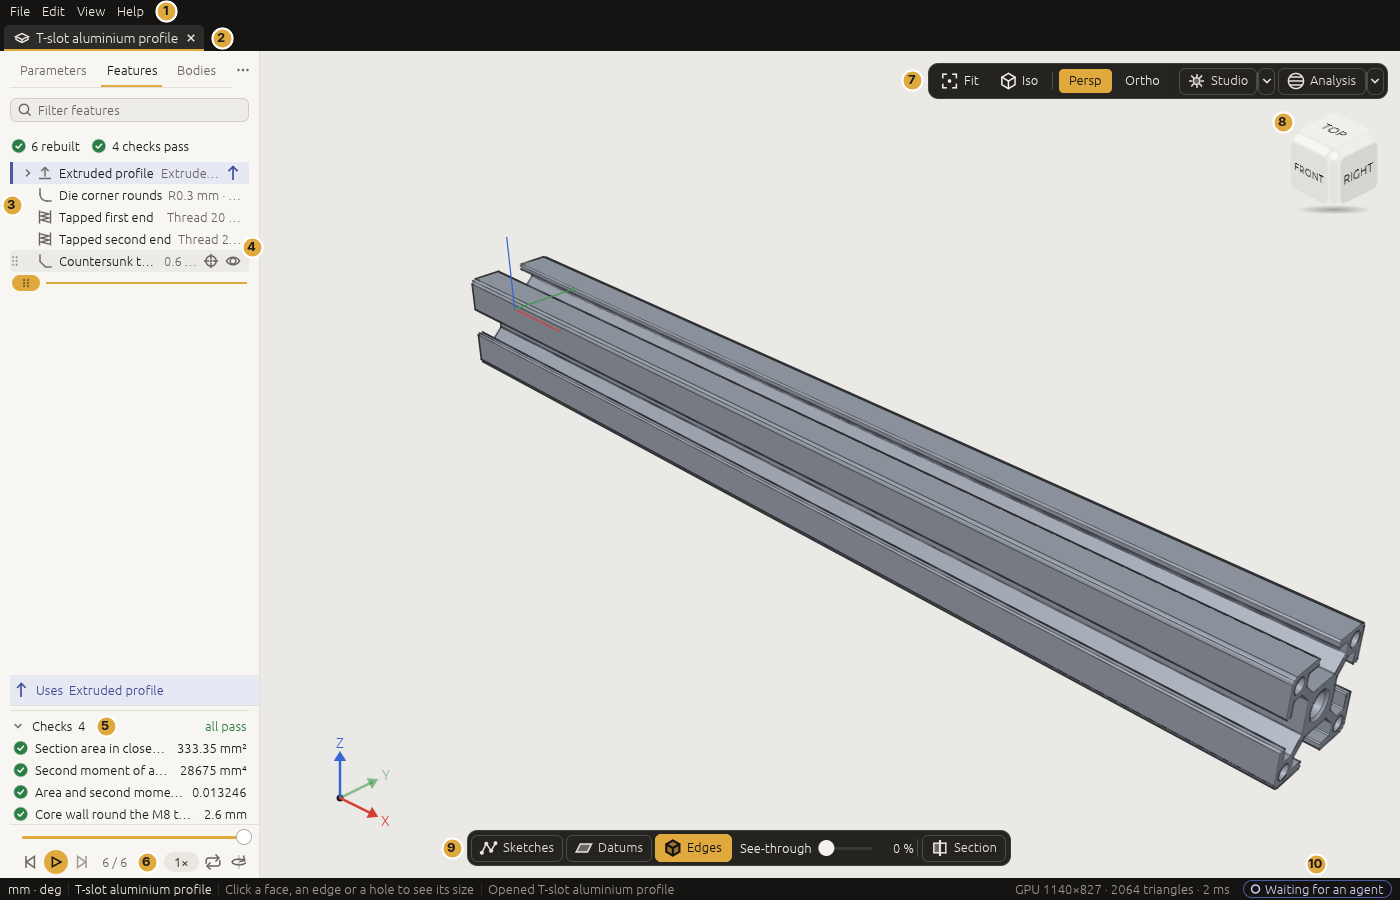 File Edit View Help 1
T-slot aluminium profile × 2
Parameters Features Bodies ···
Filter features
6 rebuilt 4 checks pass
Extruded profile Extrude…
Die corner rounds R0.3 mm · …
3
Tapped first end Thread 20 …
Tapped second end Thread 2…
4
Countersunk t… 0.6 …
7 Fit Iso Persp Ortho Studio Analysis
8
TOP
FRONT RIGHT
Uses Extruded profile
Checks 4 5 all pass
Section area in close… 333.35 mm²
Second moment of a… 28675 mm⁴
Area and second mome… 0.013246
Core wall round the M8 t… 2.6 mm
6 / 6 6 1×
Z
Y
X
9 Sketches Datums Edges See-through 0 % Section
10
mm · deg T-slot aluminium profile Click a face, an edge or a hole to see its size Opened T-slot aluminium profile GPU 1140×827 · 2064 triangles · 2 ms Waiting for an agent